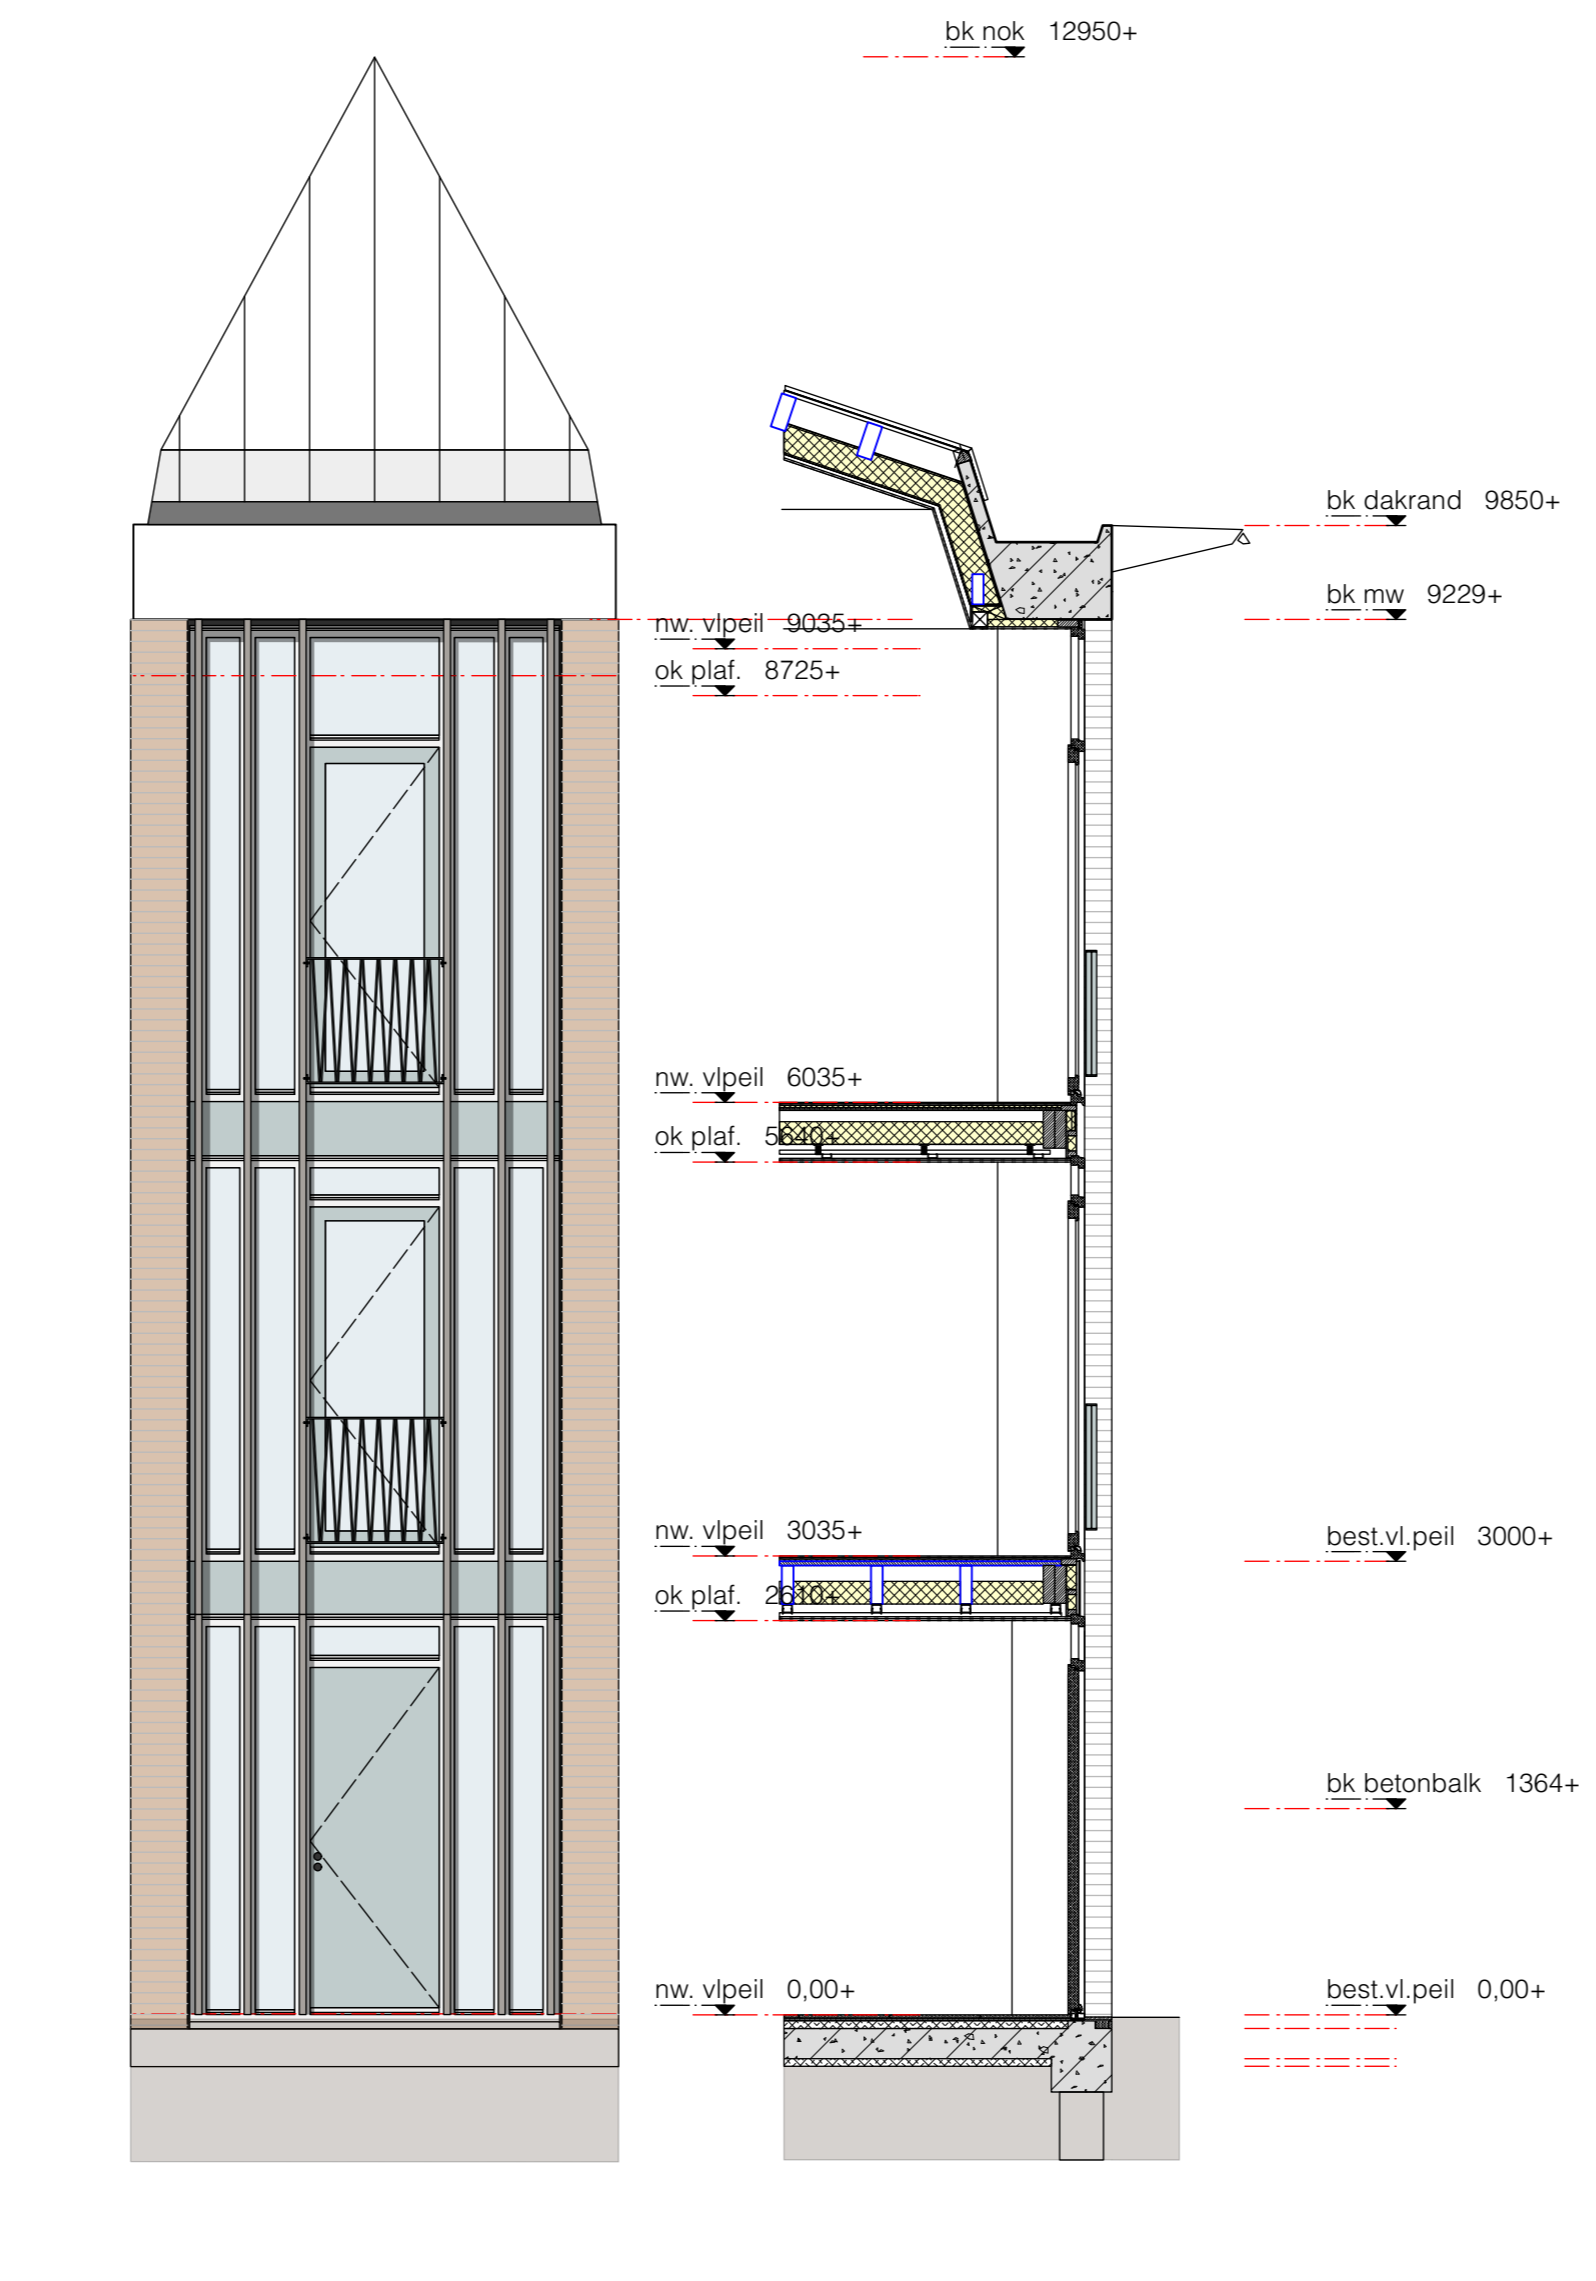 bk nok 12950+
bk dakrand 9850+
bk mw 9229+
nw. vlpeil 9035+
ok plaf. 8725+
nw. vlpeil 6035+
ok plaf. 5640+
nw. vlpeil 3035+
best.vl.peil 3000+
ok plaf. 2610+
bk betonbalk 1364+
nw. vlpeil 0,00+
best.vl.peil 0,00+